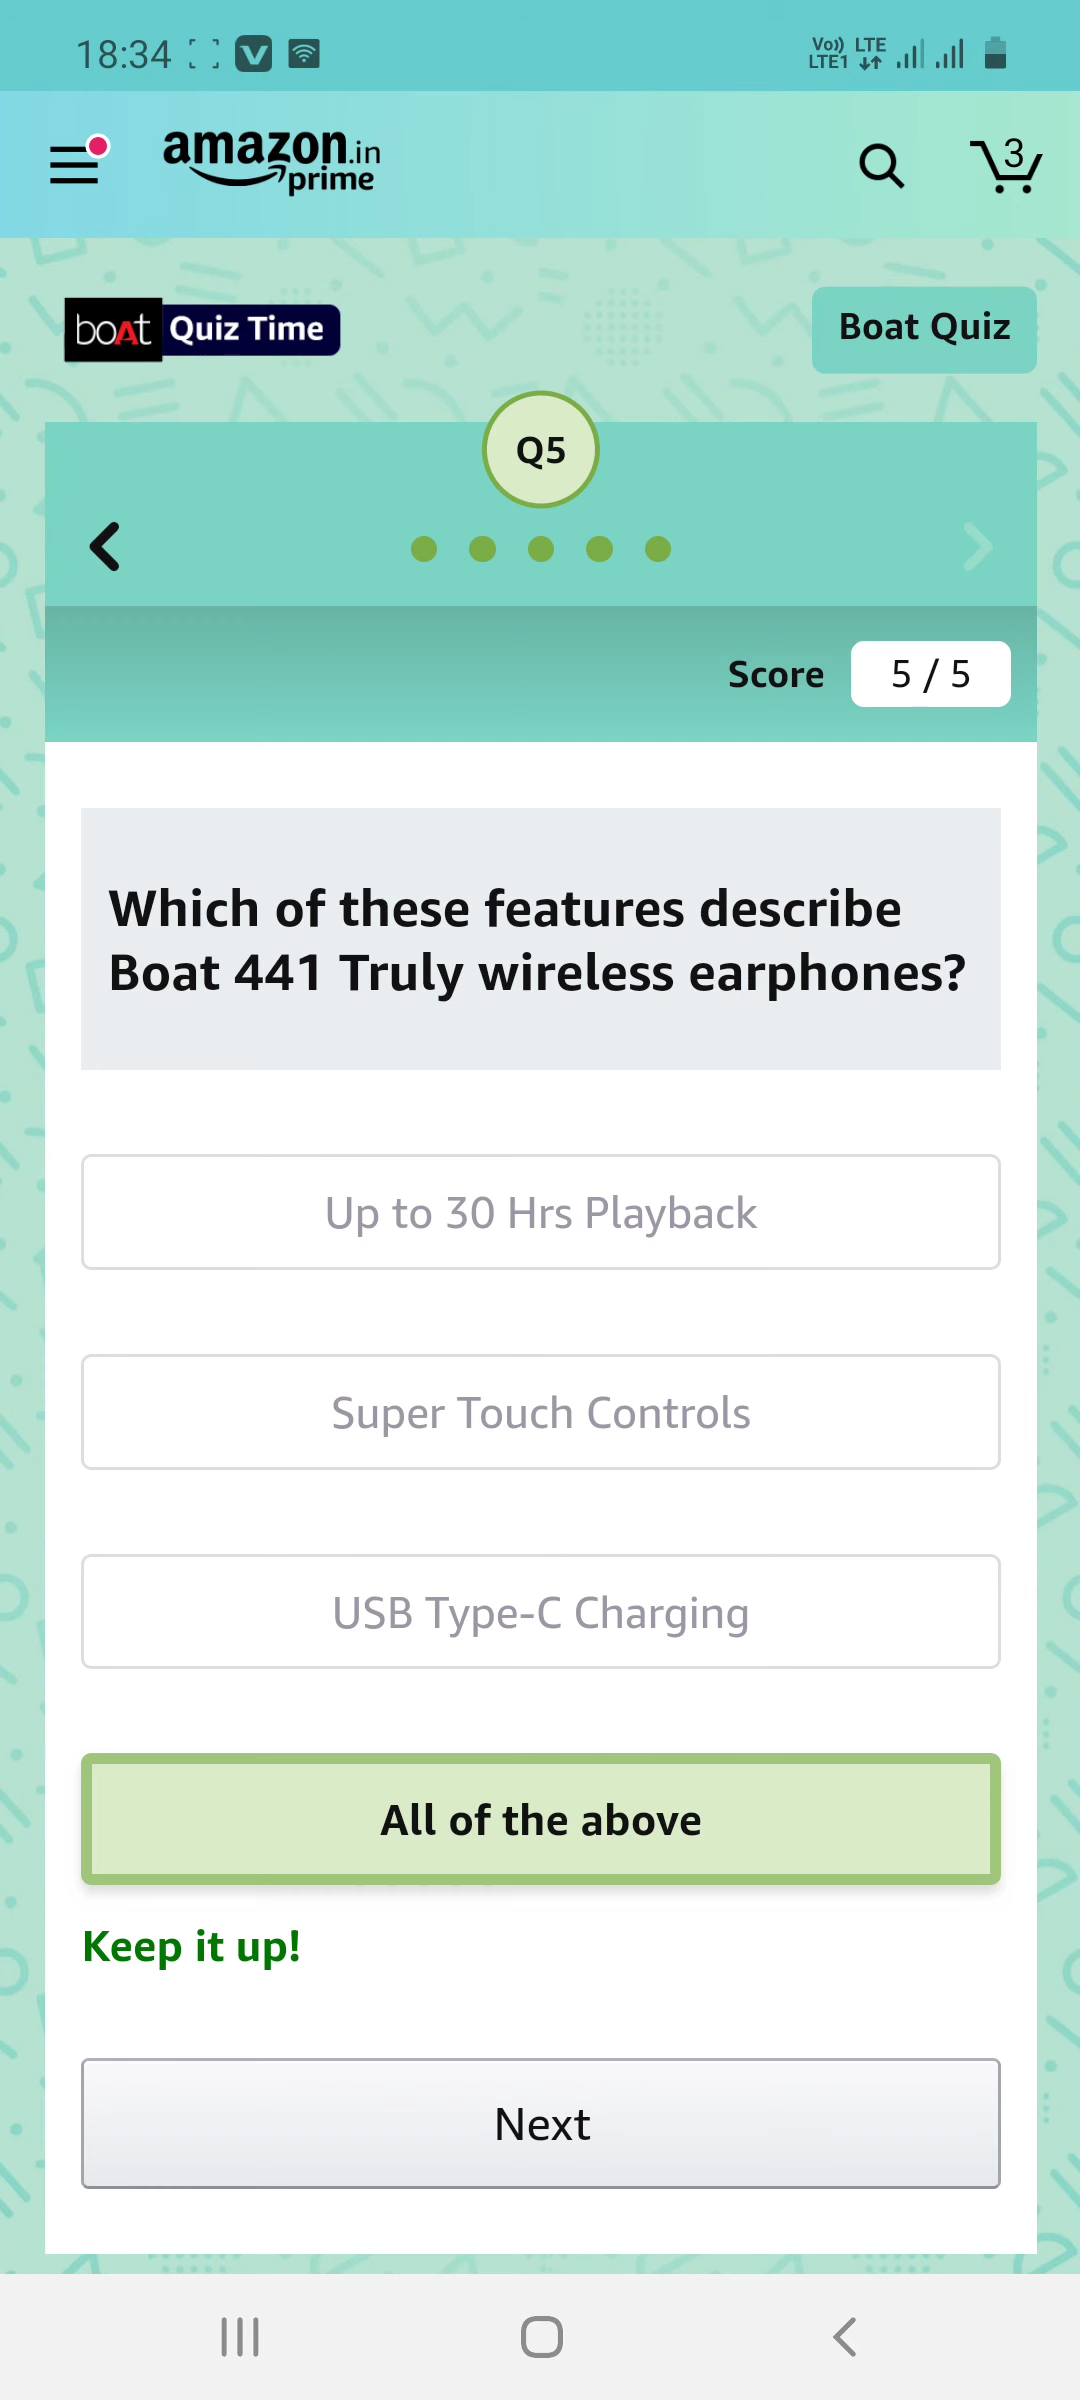 18:34
Vo)) LTE
LTE1
amazon.in
prime
3
boAt Quiz Time
Boat Quiz
Q5
Score 5 / 5
Which of these features describe
Boat 441 Truly wireless earphones?
Up to 30 Hrs Playback
Super Touch Controls
USB Type-C Charging
All of the above
Keep it up!
Next